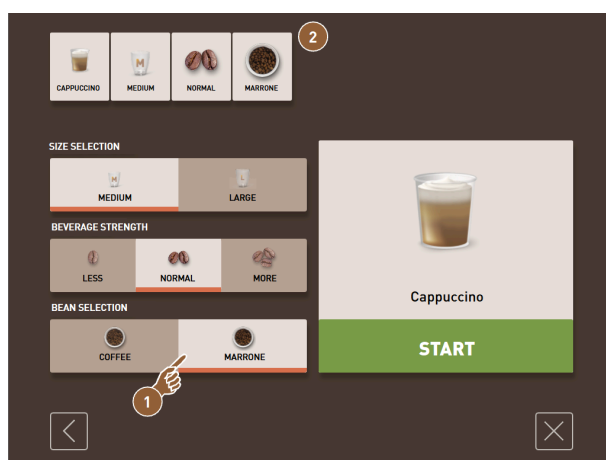 2
M
CAPPUCCINO MEDIUM NORMAL MARRONE
SIZE SELECTION
M L
MEDIUM LARGE
BEVERAGE STRENGTH
LESS NORMAL MORE
BEAN SELECTION
COFFEE MARRONE
1
Cappuccino
START